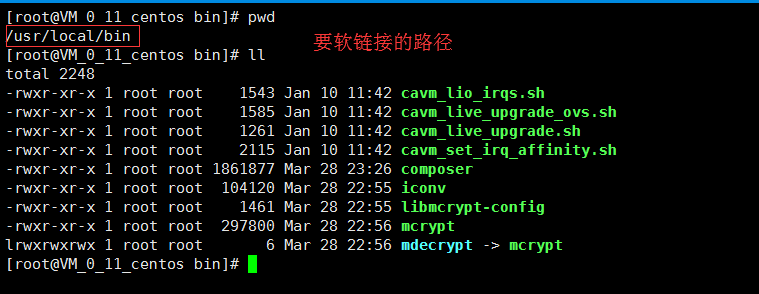 [root@VM_0_11_centos bin]# pwd
/usr/local/bin 要软链接的路径
[root@VM_0_11_centos bin]# ll
total 2248
-rwxr-xr-x 1 root root    1543 Jan 10 11:42 cavm_lio_irqs.sh
-rwxr-xr-x 1 root root    1585 Jan 10 11:42 cavm_live_upgrade_ovs.sh
-rwxr-xr-x 1 root root    1261 Jan 10 11:42 cavm_live_upgrade.sh
-rwxr-xr-x 1 root root    2115 Jan 10 11:42 cavm_set_irq_affinity.sh
-rwxr-xr-x 1 root root 1861877 Mar 28 23:26 composer
-rwxr-xr-x 1 root root  104120 Mar 28 22:55 iconv
-rwxr-xr-x 1 root root    1461 Mar 28 22:55 libmcrypt-config
-rwxr-xr-x 1 root root  297800 Mar 28 22:56 mcrypt
lrwxrwxrwx 1 root root       6 Mar 28 22:56 mdecrypt -> mcrypt
[root@VM_0_11_centos bin]#